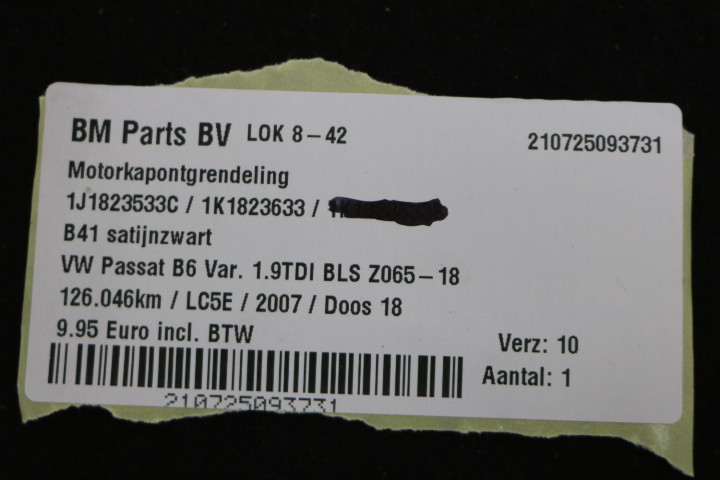 BM Parts BV LOK 8-42
210725093731
Motorkapontgrendeling
1J1823533C / 1K1823633 /
B41 satijnzwart
VW Passat B6 Var. 1.9TDI BLS Z065-18
126.046km / LC5E / 2007 / Doos 18
9.95 Euro incl. BTW
Verz: 10
Aantal: 1
210725093731